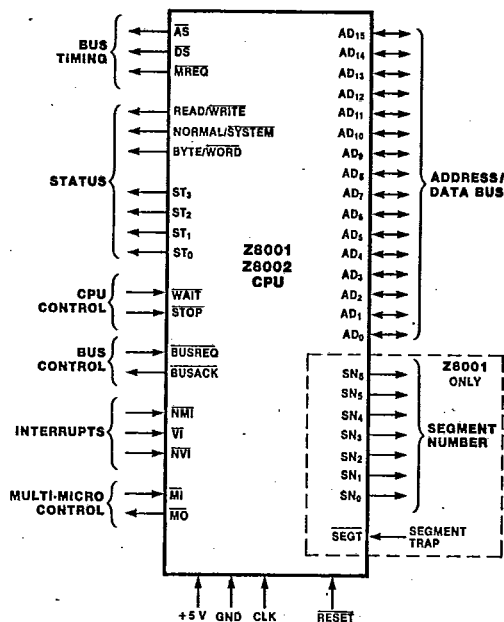 BUS
TIMING
AS
DS
MREQ
STATUS
READ/WRITE
NORMAL/SYSTEM
BYTE/WORD
ST3
ST2
ST1
ST0
CPU
CONTROL
WAIT
STOP
BUS
CONTROL
BUSREQ
BUSACK
INTERRUPTS
NMI
VI
NVI
MULTI-MICRO
CONTROL
MI
MO
Z8001
Z8002
CPU
AD15
AD14
AD13
AD12
AD11
AD10
AD9
AD8
AD7
AD6
AD5
AD4
AD3
AD2
AD1
AD0
ADDRESS/
DATA BUS
Z8001
ONLY
SN6
SN5
SN4
SN3
SN2
SN1
SN0
SEGMENT
NUMBER
SEGT
SEGMENT
TRAP
+5 V GND CLK RESET